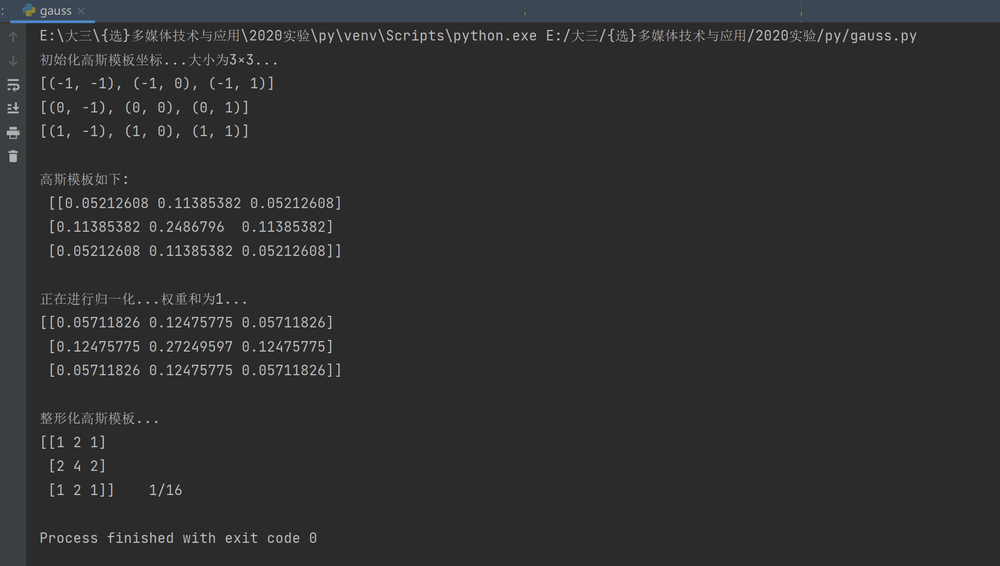 gauss
E:\大三\{选}多媒体技术与应用\2020实验\py\venv\Scripts\python.exe E:/大三/{选}多媒体技术与应用/2020实验/py/gauss.py
初始化高斯模板坐标...大小为3×3...
[(-1, -1), (-1, 0), (-1, 1)]
[(0, -1), (0, 0), (0, 1)]
[(1, -1), (1, 0), (1, 1)]
高斯模板如下:
[[0.05212608 0.11385382 0.05212608]
[0.11385382 0.2486796  0.11385382]
[0.05212608 0.11385382 0.05212608]]
正在进行归一化...权重和为1...
[[0.05711826 0.12475775 0.05711826]
[0.12475775 0.27249597 0.12475775]
[0.05711826 0.12475775 0.05711826]]
整形化高斯模板...
[[1 2 1]
[2 4 2]
[1 2 1]]    1/16
Process finished with exit code 0